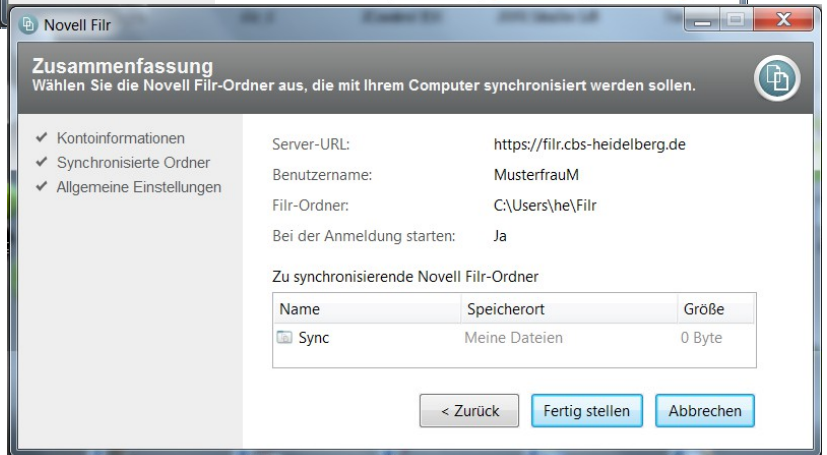 Novell Filr
Zusammenfassung
Wählen Sie die Novell Filr-Ordner aus, die mit Ihrem Computer synchronisiert werden sollen.
✔ Kontoinformationen
✔ Synchronisierte Ordner
✔ Allgemeine Einstellungen
Server-URL: https://filr.cbs-heidelberg.de
Benutzername: MusterfrauM
Filr-Ordner: C:\Users\he\Filr
Bei der Anmeldung starten: Ja
Zu synchronisierende Novell Filr-Ordner
Name Speicherort Größe
Sync Meine Dateien 0 Byte
< Zurück Fertig stellen Abbrechen